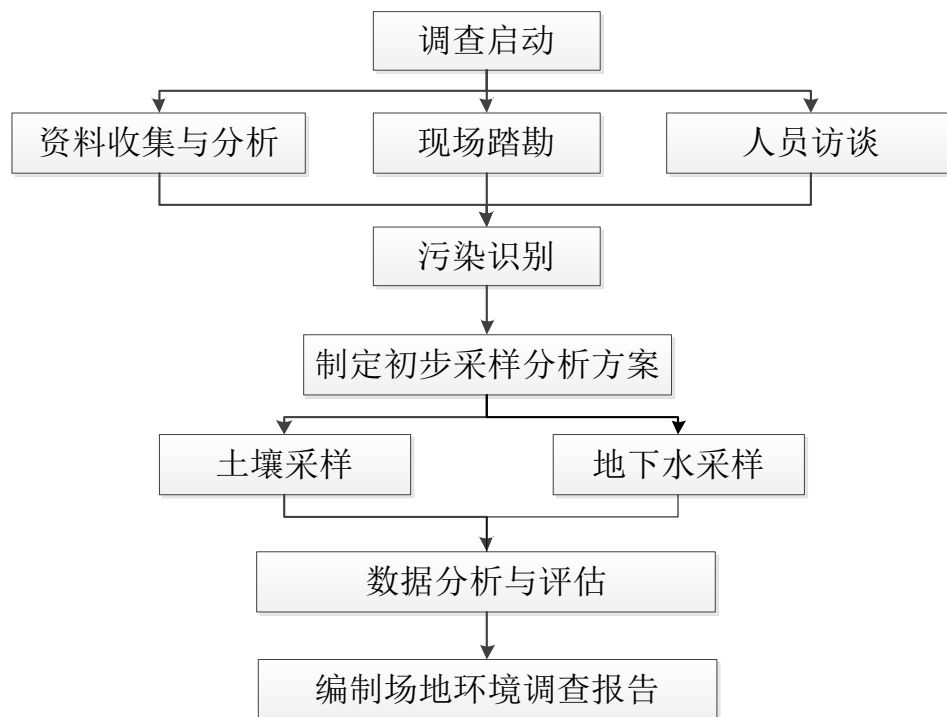 调查启动
资料收集与分析
现场踏勘
人员访谈
污染识别
制定初步采样分析方案
土壤采样
地下水采样
数据分析与评估
编制场地环境调查报告